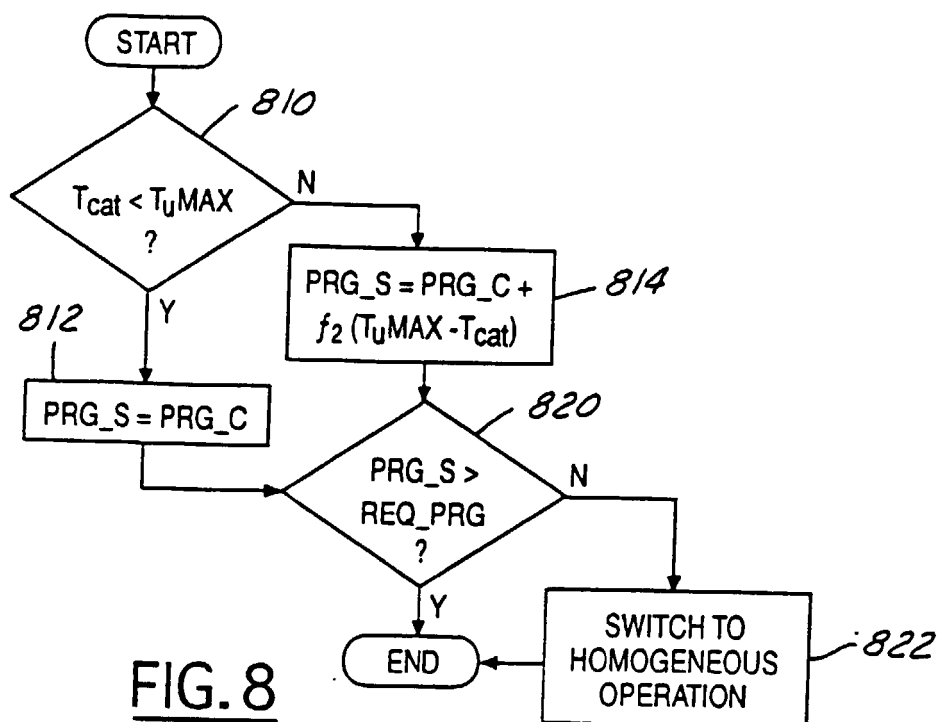 START
810
Tcat < TuMAX
?
N
Y
812
PRG_S = PRG_C +
f2 (TuMAX - Tcat)
814
PRG_S = PRG_C
820
PRG_S >
REQ_PRG
?
N
Y
END
SWITCH TO
HOMOGENEOUS
OPERATION
822
FIG. 8